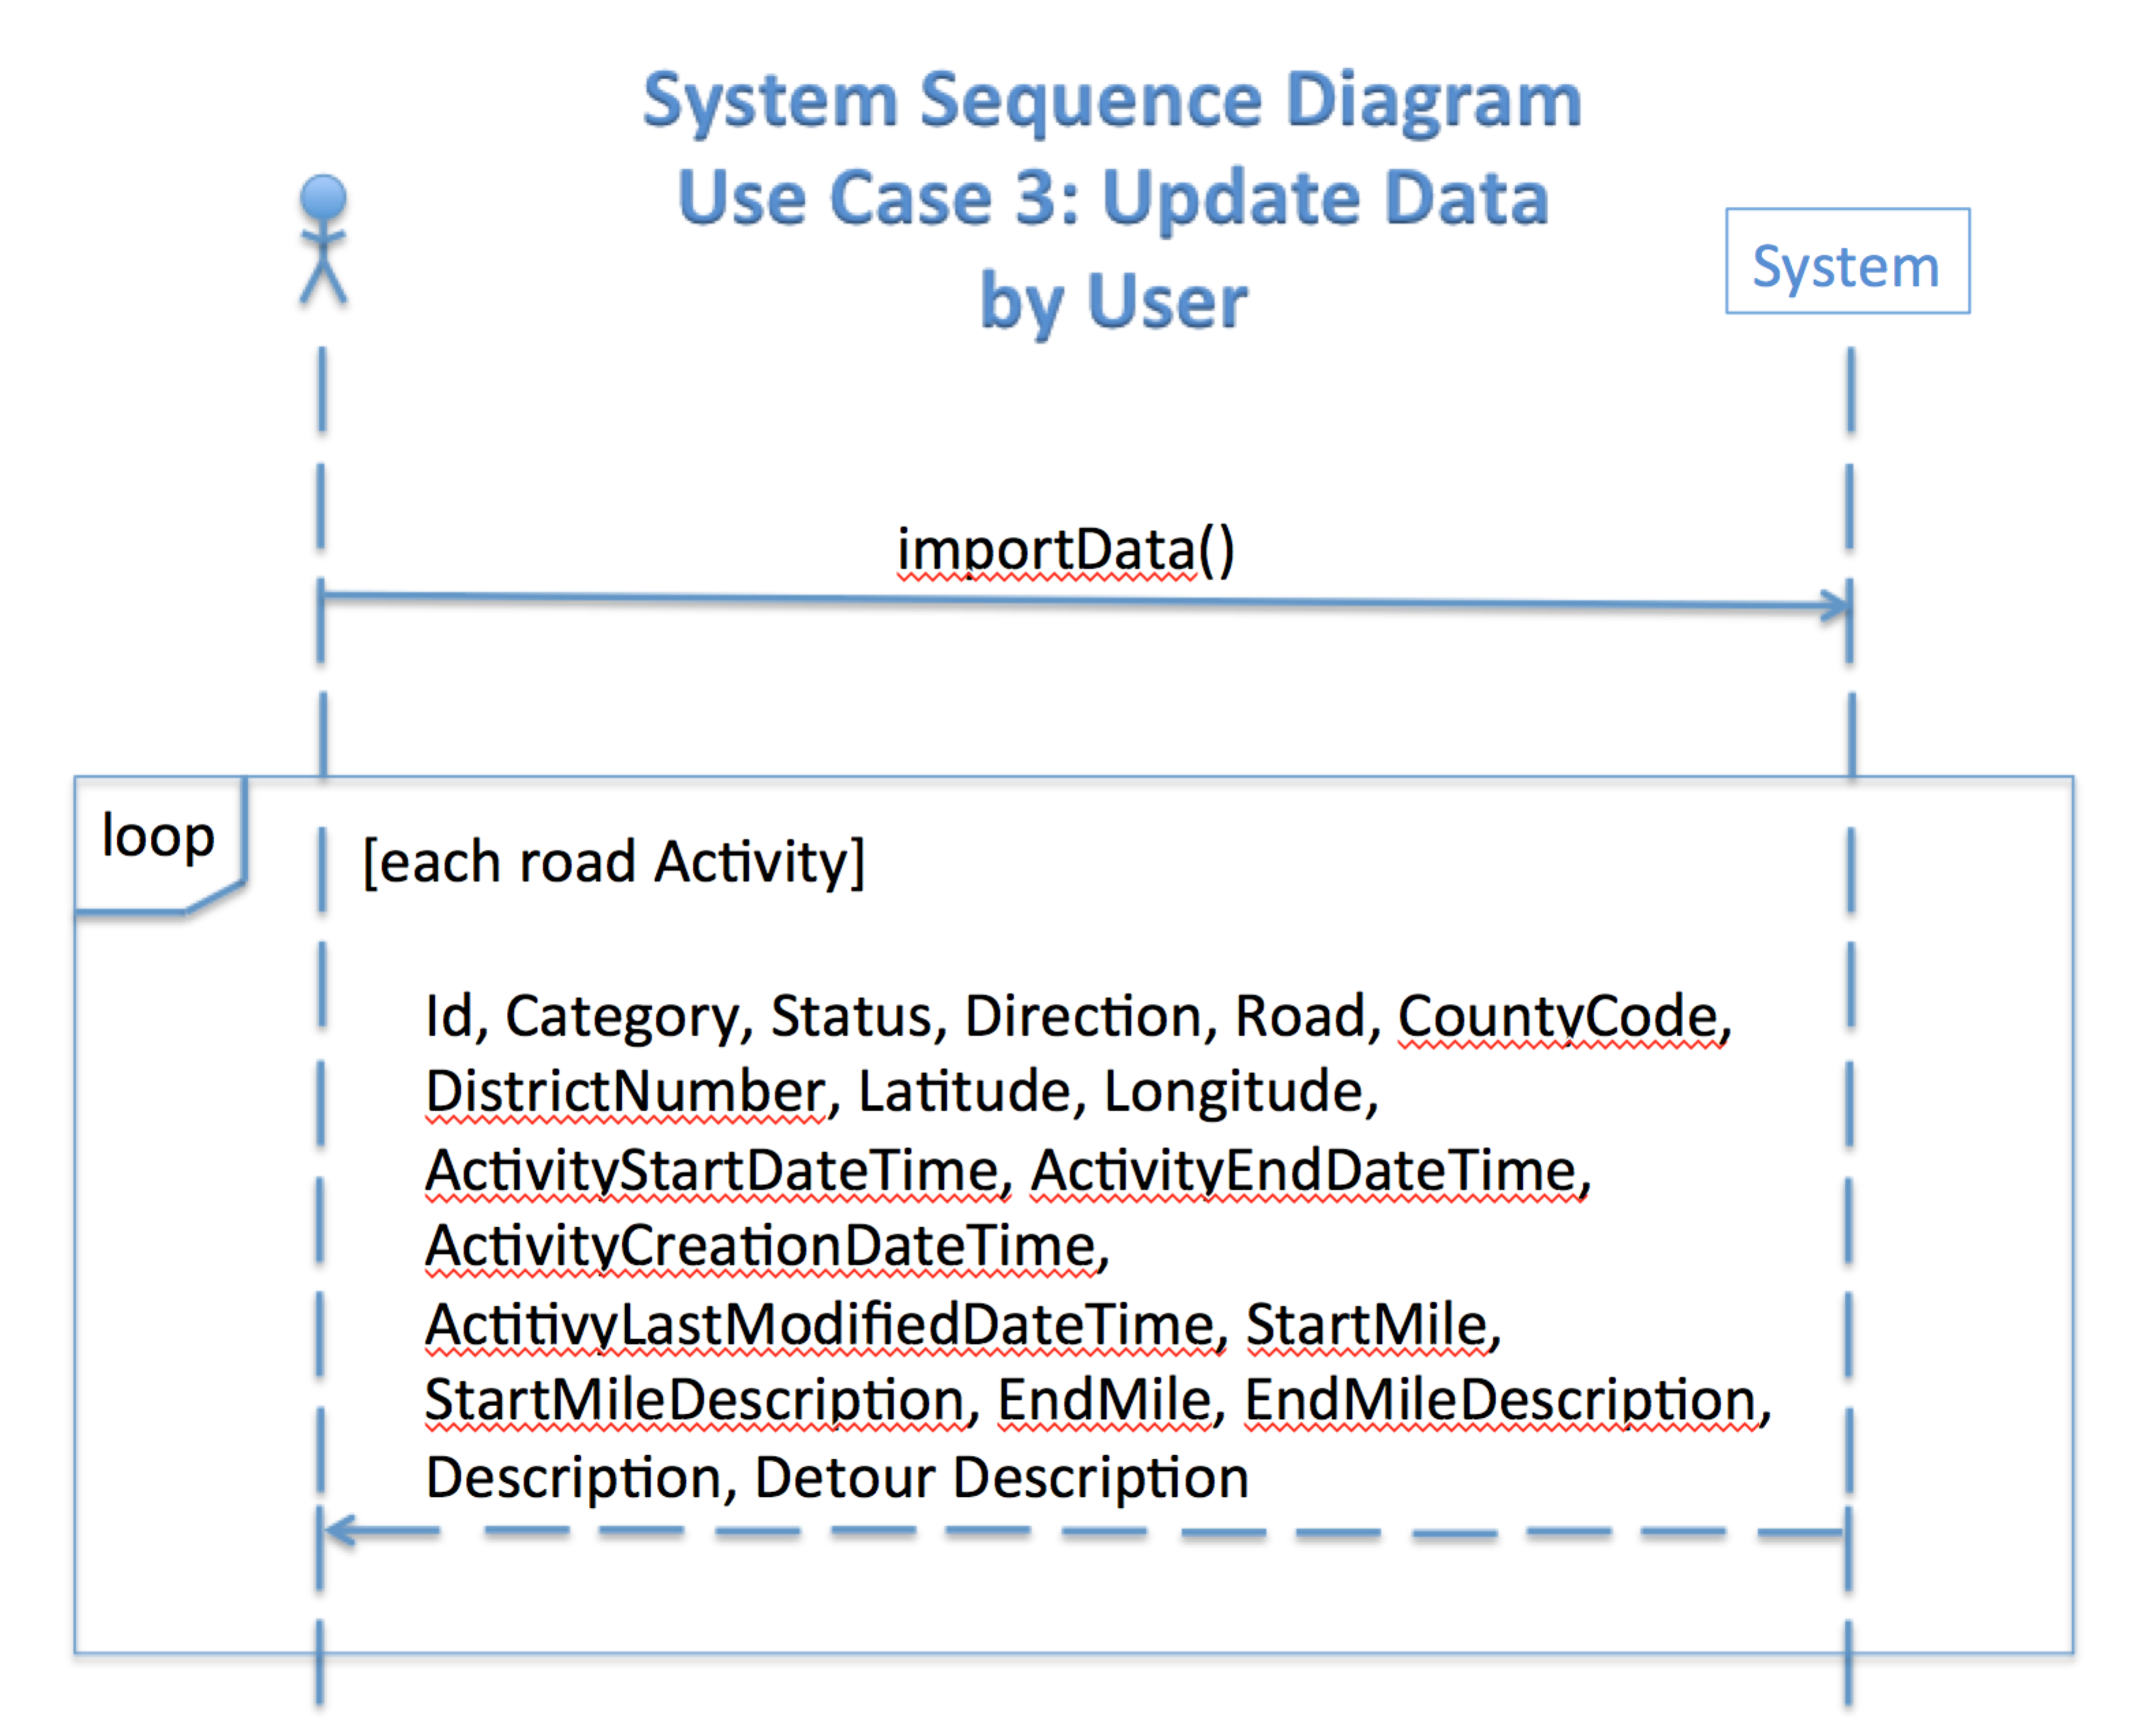 System Sequence Diagram
Use Case 3: Update Data
by User
System
importData()
loop
[each road Activity]
Id, Category, Status, Direction, Road, CountyCode,
DistrictNumber, Latitude, Longitude,
ActivityStartDateTime, ActivityEndDateTime,
ActivityCreationDateTime,
ActitivyLastModifiedDateTime, StartMile,
StartMileDescription, EndMile, EndMileDescription,
Description, Detour Description